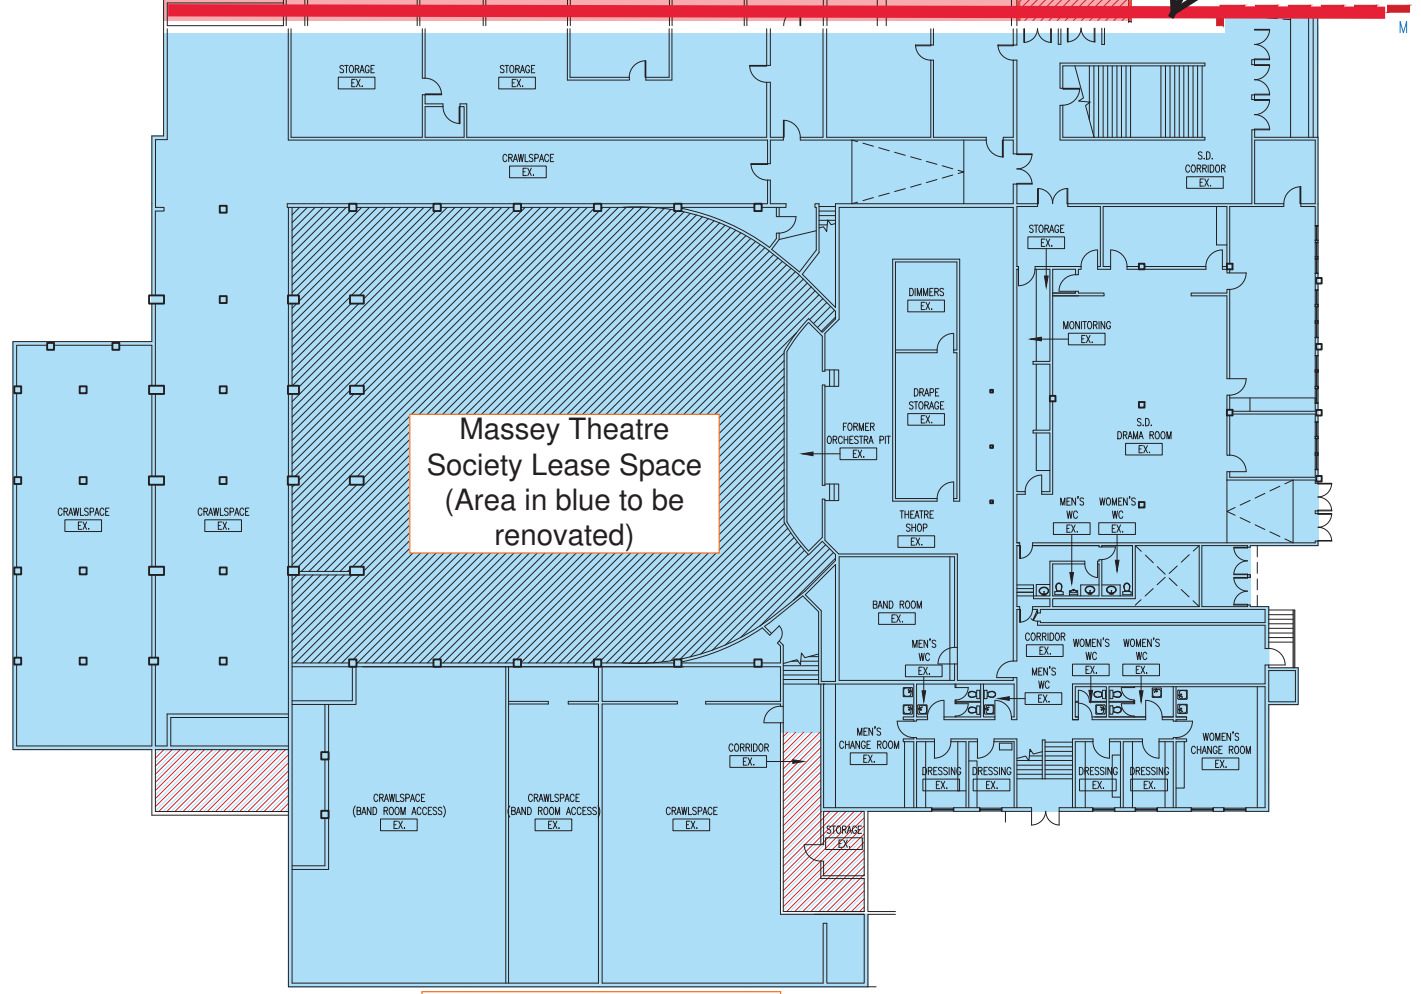 M
STORAGE
EX.
STORAGE
EX.
CRAWLSPACE
EX.
S.D.
CORRIDOR
EX.
STORAGE
EX.
DIMMERS
EX.
MONITORING
EX.
DRAPE
STORAGE
EX.
FORMER
ORCHESTRA PIT
EX.
S.D.
DRAMA ROOM
EX.
Massey Theatre
Society Lease Space
(Area in blue to be
renovated)
CRAWLSPACE
EX.
CRAWLSPACE
EX.
THEATRE
SHOP
EX.
MEN'S
WC
EX.
WOMEN'S
WC
EX.
BAND ROOM
EX.
MEN'S
WC
EX.
CORRIDOR
EX.
WOMEN'S
WC
EX.
WOMEN'S
WC
EX.
MEN'S
WC
EX.
MEN'S
CHANGE ROOM
EX.
WOMEN'S
CHANGE ROOM
EX.
CORRIDOR
EX.
DRESSING
EX.
DRESSING
EX.
DRESSING
EX.
DRESSING
EX.
CRAWLSPACE
(BAND ROOM ACCESS)
EX.
CRAWLSPACE
(BAND ROOM ACCESS)
EX.
CRAWLSPACE
EX.
STORAGE
EX.